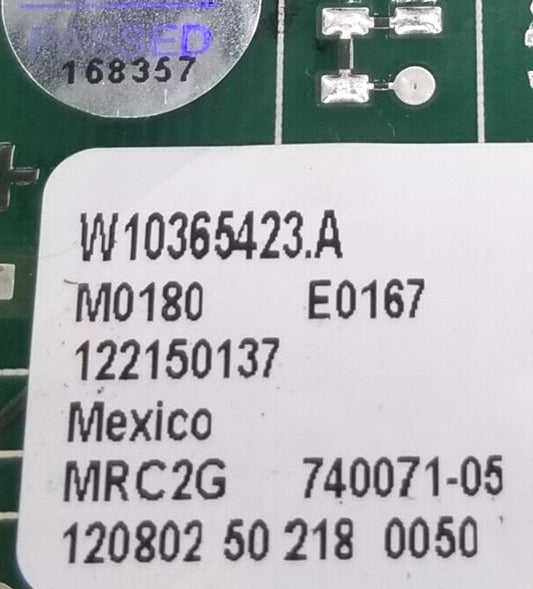 PASSED
168357
W10365423.A
M0180 E0167
122150137
Mexico
MRC2G 740071-05
120802 50 218 0050